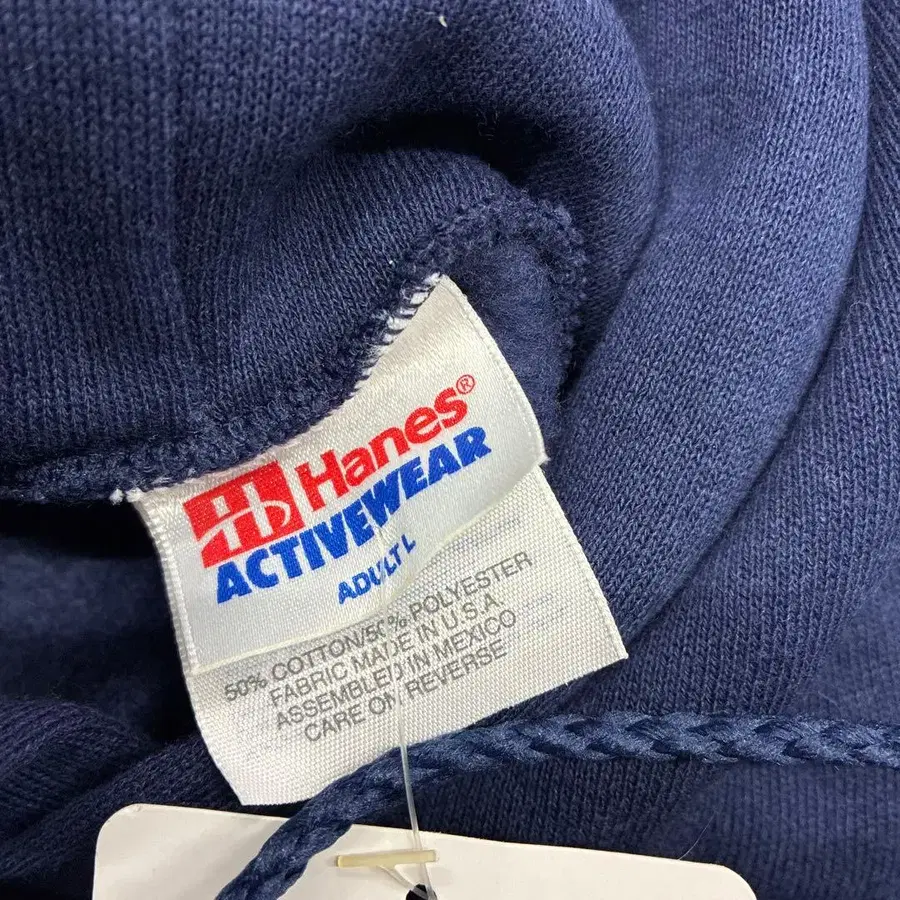 Hanes®
ACTIVEWEAR
ADULT L
50% COTTON/50% POLYESTER
FABRIC MADE IN U.S.A.
ASSEMBLED IN MEXICO
CARE ON REVERSE